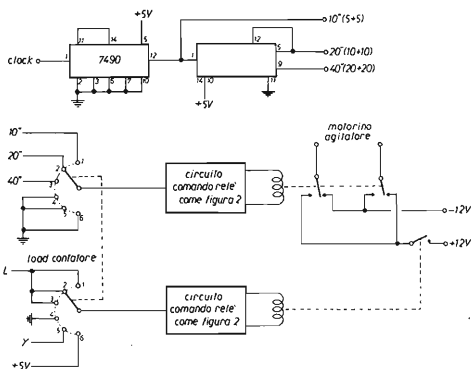 +5V
10"(5+5)
11
14
5
12
clock
1
7490
12
1
5
20"(10+10)
9
40"(20+20)
2
3
6
7
10
14
10
11
+5V
motorino
agitatore
10"
20"
40"
1
2
3
4
5
6
circuito
comando relè
come figura 2
-12V
+12V
load contatore
L
1
2
3
4
5
6
Y
+5V
circuito
comando relè
come figura 2